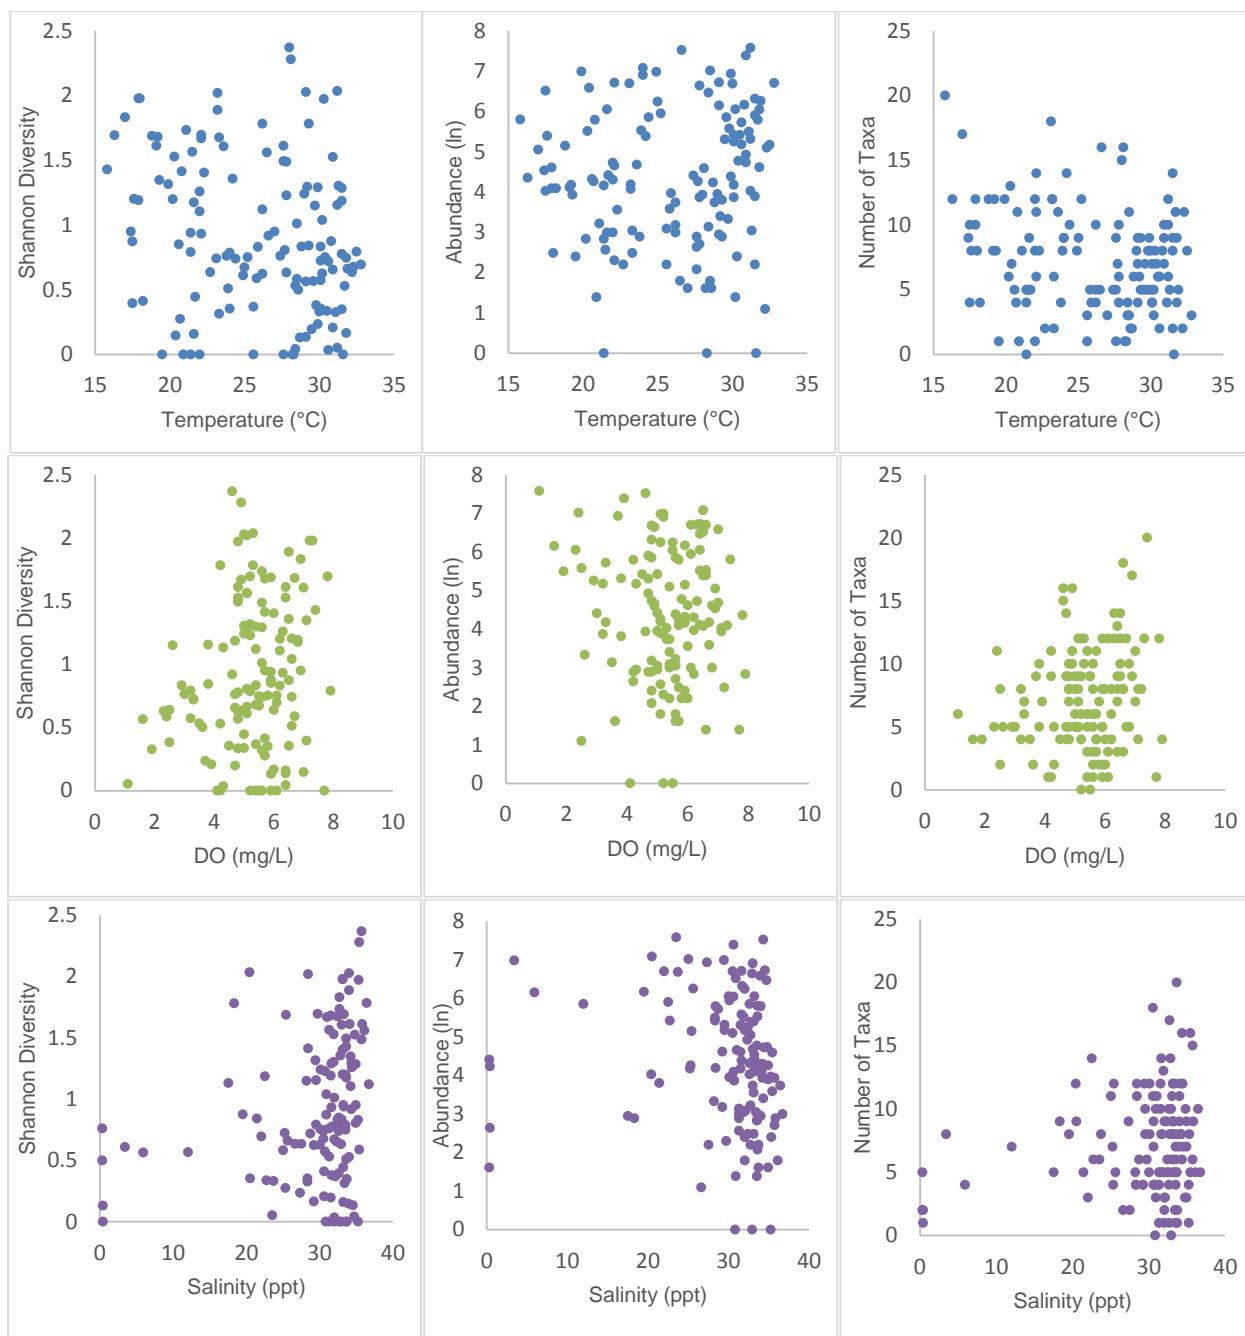 2.5
2
1.5
1
0.5
0
15 20 25 30 35
Shannon Diversity
Temperature (°C)
8
7
6
5
4
3
2
1
0
15 20 25 30 35
Abundance (ln)
Temperature (°C)
25
20
15
10
5
0
15 20 25 30 35
Number of Taxa
Temperature (°C)
2.5
2
1.5
1
0.5
0
0 2 4 6 8 10
Shannon Diversity
DO (mg/L)
8
7
6
5
4
3
2
1
0
0 2 4 6 8 10
Abundance (ln)
DO (mg/L)
25
20
15
10
5
0
0 2 4 6 8 10
Number of Taxa
DO (mg/L)
2.5
2
1.5
1
0.5
0
0 10 20 30 40
Shannon Diversity
Salinity (ppt)
8
7
6
5
4
3
2
1
0
0 10 20 30 40
Abundance (ln)
Salinity (ppt)
25
20
15
10
5
0
0 10 20 30 40
Number of Taxa
Salinity (ppt)